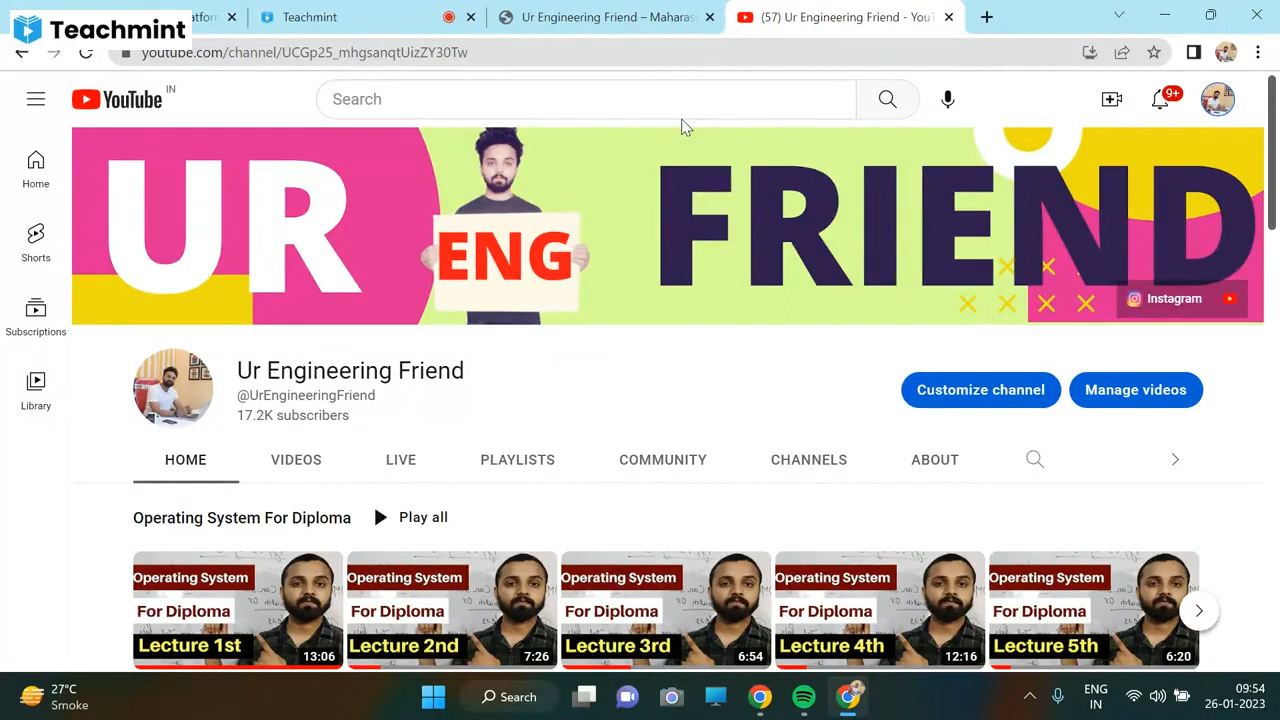 Teachmint
atform
Teachmint
Ur Engineering Friend – Maharas
(57) Ur Engineering Friend - YouT
youtube.com/channel/UCGp25_mhgsanqtUizZY30Tw
YouTube IN
Search
9+
Home
Shorts
Subscriptions
Library
UR ENG FRIEND
Instagram
Ur Engineering Friend
@UrEngineeringFriend
17.2K subscribers
Customize channel
Manage videos
HOME VIDEOS LIVE PLAYLISTS COMMUNITY CHANNELS ABOUT
Operating System For Diploma Play all
Operating System
For Diploma
Lecture 1st
13:06
Operating System
For Diploma
Lecture 2nd
7:26
Operating System
For Diploma
Lecture 3rd
6:54
Operating System
For Diploma
Lecture 4th
12:16
Operating System
For Diploma
Lecture 5th
6:20
27°C
Smoke
Search
ENG
IN
09:54
26-01-2023